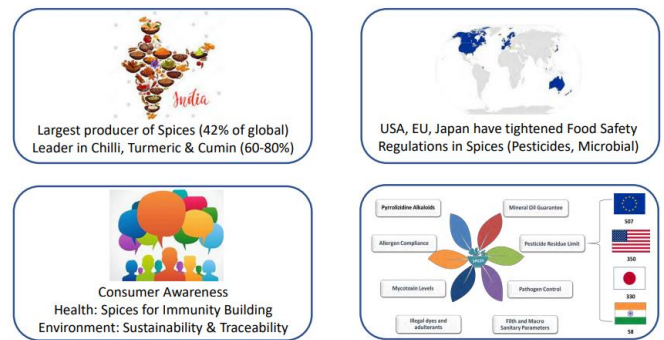 India
Largest producer of Spices (42% of global)
Leader in Chilli, Turmeric & Cumin (60-80%)
USA, EU, Japan have tightened Food Safety
Regulations in Spices (Pesticides, Microbial)
Consumer Awareness
Health: Spices for Immunity Building
Environment: Sustainability & Traceability
Pyrrolizidine Alkaloids
Mineral Oil Guarantee
Allergen Compliance
Pesticide Residue Limit
Mycotoxin Levels
Pathogen Control
Illegal dyes and
adulterants
Filth and Macro
Sanitary Parameters
507
350
330
58